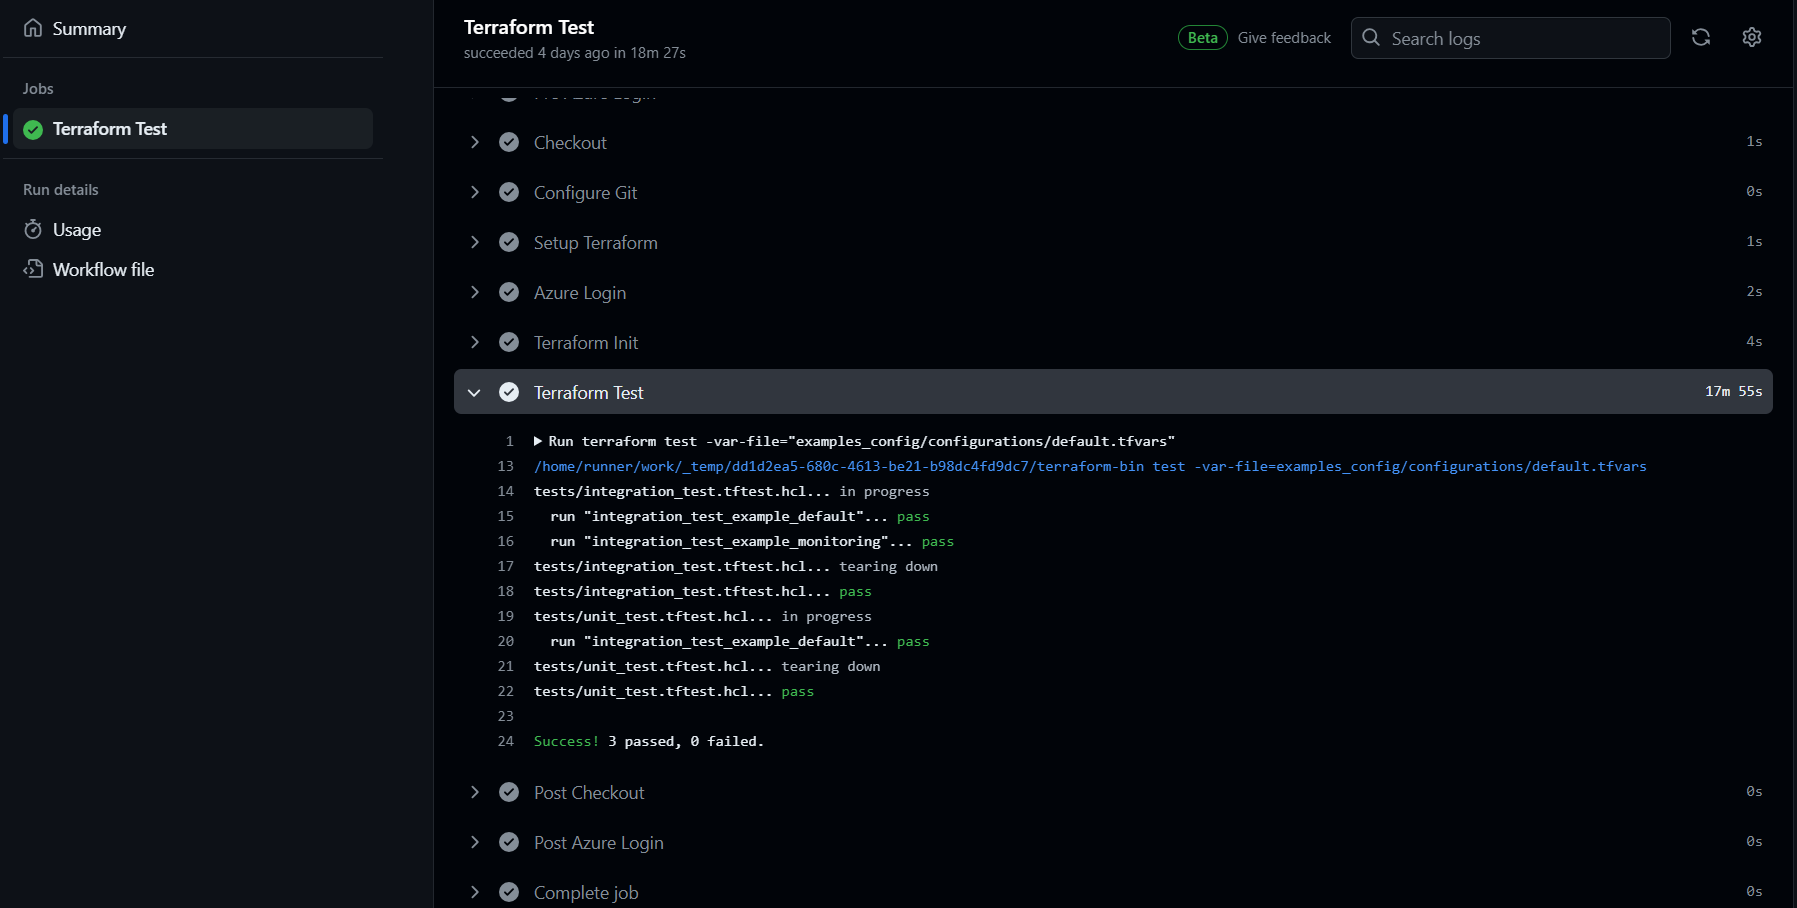 Summary
Jobs
Terraform Test
Run details
Usage
Workflow file
Terraform Test
succeeded 4 days ago in 18m 27s
Beta
Give feedback
Search logs
Azure Login
Checkout
1s
Configure Git
0s
Setup Terraform
1s
Azure Login
2s
Terraform Init
4s
Terraform Test
17m 55s
1 Run terraform test -var-file="examples_config/configurations/default.tfvars"
13 /home/runner/work/_temp/dd1d2ea5-680c-4613-be21-b98dc4fd9dc7/terraform-bin test -var-file=examples_config/configurations/default.tfvars
14 tests/integration_test.tftest.hcl... in progress
15 run "integration_test_example_default"... pass
16 run "integration_test_example_monitoring"... pass
17 tests/integration_test.tftest.hcl... tearing down
18 tests/integration_test.tftest.hcl... pass
19 tests/unit_test.tftest.hcl... in progress
20 run "integration_test_example_default"... pass
21 tests/unit_test.tftest.hcl... tearing down
22 tests/unit_test.tftest.hcl... pass
23
24 Success! 3 passed, 0 failed.
Post Checkout
0s
Post Azure Login
0s
Complete job
0s